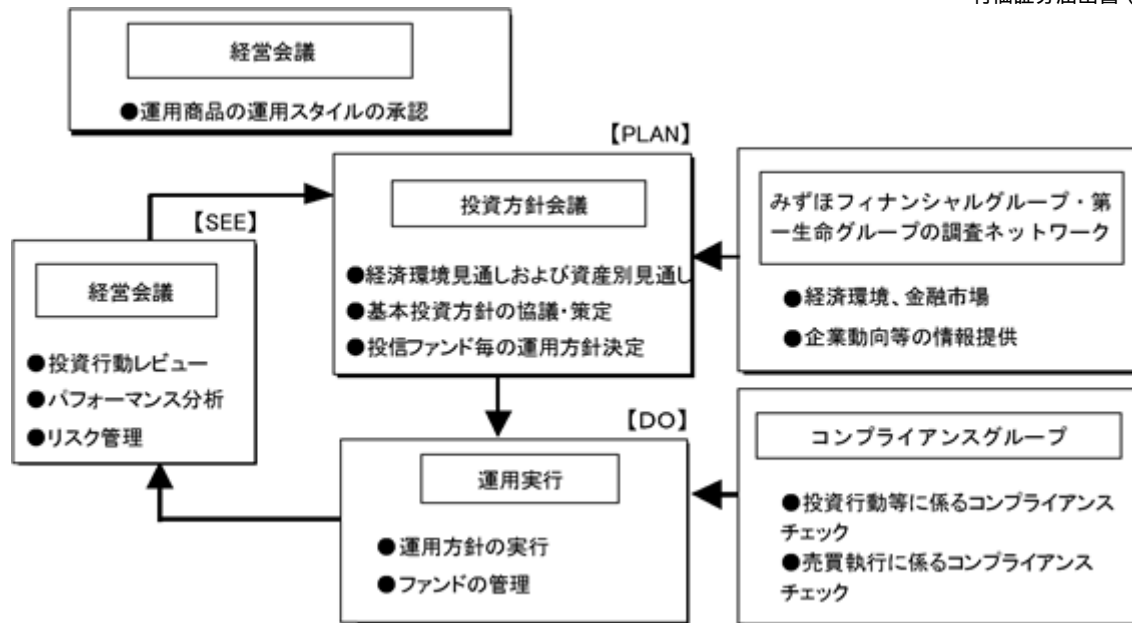 経営会議
●運用商品の運用スタイルの承認
【PLAN】
投資方針会議
●経済環境見通しおよび資産別見通し
●基本投資方針の協議・策定
●投信ファンド毎の運用方針決定
みずほフィナンシャルグループ・第
一生命グループの調査ネットワーク
●経済環境、金融市場
●企業動向等の情報提供
【SEE】
経営会議
●投資行動レビュー
●パフォーマンス分析
●リスク管理
【DO】
運用実行
●運用方針の実行
●ファンドの管理
コンプライアンスグループ
●投資行動等に係るコンプライアンス
チェック
●売買執行に係るコンプライアンス
チェック